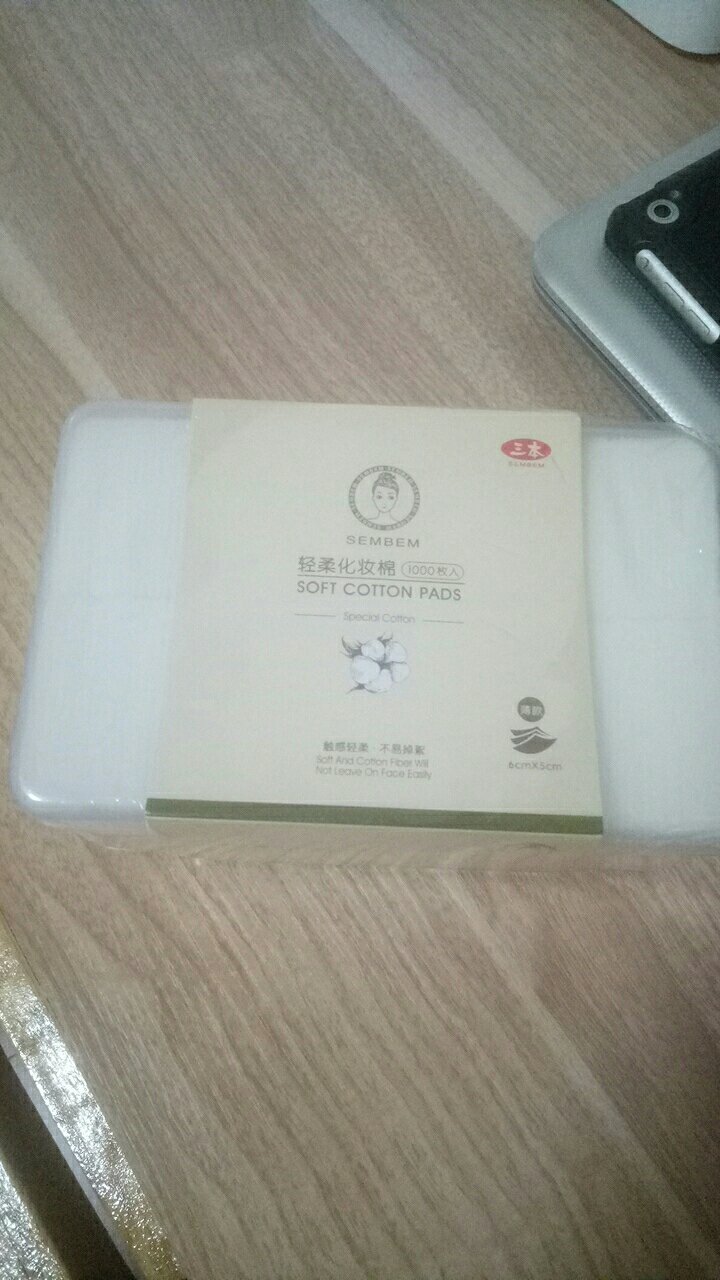 三本
SEMBEM
SEMBEM
轻柔化妆棉 1000枚入
SOFT COTTON PADS
Special Cotton
薄款
6cmX5cm
触感轻柔·不易掉絮
Soft And Cotton Fiber Will
Not Leave On Face Easily